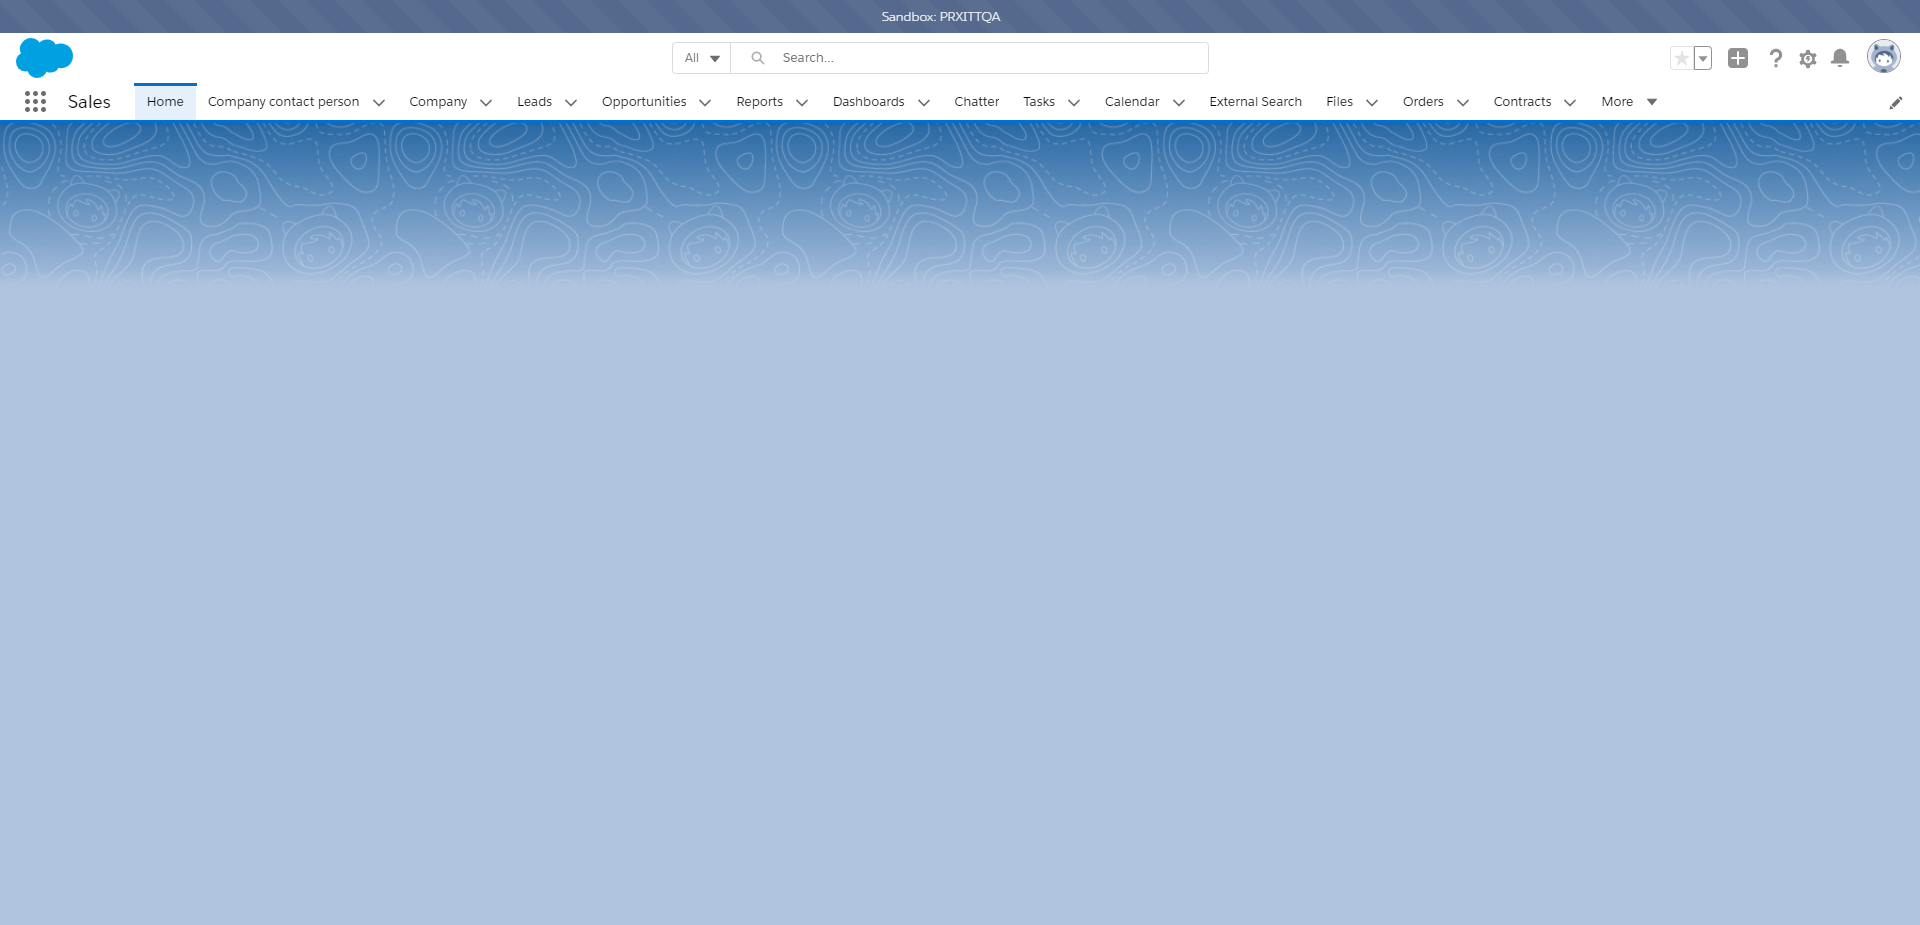 Sandbox: PRXITTQA
All Search...
Sales Home Company contact person Company Leads Opportunities Reports Dashboards Chatter Tasks Calendar External Search Files Orders Contracts More